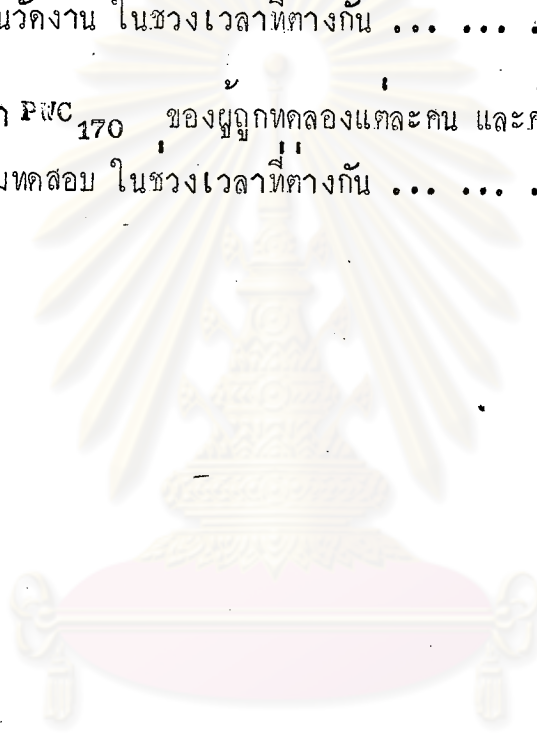 นวัดงาน ในช่วงเวลาที่ต่างกัน ... ...
PWC170 ของผู้ถูกทดลองแต่ละคน และ
มทดสอบ ในช่วงเวลาที่ต่างกัน ... ...